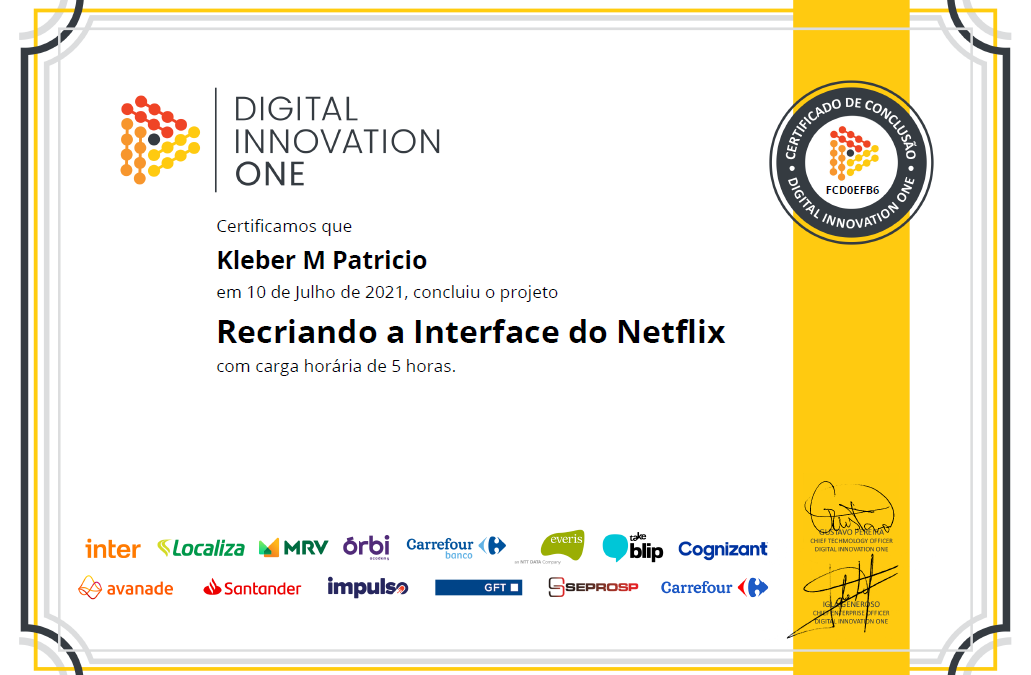 DIGITAL
INNOVATION
ONE
CERTIFICADO DE CONCLUSÃO
FCD0EFB6
DIGITAL INNOVATION ONE
Certificamos que
Kleber M Patricio
em 10 de Julho de 2021, concluiu o projeto
Recriando a Interface do Netflix
com carga horária de 5 horas.
inter
Localiza
MRV
órbi
academy
Carrefour
banco
everis
an NTT DATA Company
take
blip
Cognizant
avanade
Santander
impulso
GFT
SEPROSP
Carrefour
GUSTAVO PEREIRA
CHIEF TECHNOLOGY OFFICER
DIGITAL INNOVATION ONE
IGLÁ GENEROSO
CHIEF ENTERPRISE OFFICER
DIGITAL INNOVATION ONE